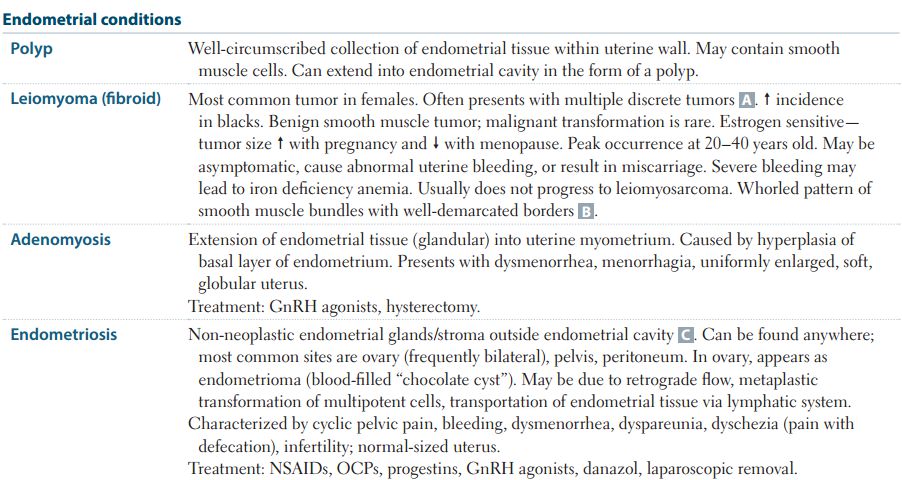 Endometrial conditions
Polyp
Well-circumscribed collection of endometrial tissue within uterine wall. May contain smooth
muscle cells. Can extend into endometrial cavity in the form of a polyp.
Leiomyoma (fibroid)
Most common tumor in females. Often presents with multiple discrete tumors A. ↑ incidence
in blacks. Benign smooth muscle tumor; malignant transformation is rare. Estrogen sensitive—
tumor size ↑ with pregnancy and ↓ with menopause. Peak occurrence at 20–40 years old. May be
asymptomatic, cause abnormal uterine bleeding, or result in miscarriage. Severe bleeding may
lead to iron deficiency anemia. Usually does not progress to leiomyosarcoma. Whorled pattern of
smooth muscle bundles with well-demarcated borders B.
Adenomyosis
Extension of endometrial tissue (glandular) into uterine myometrium. Caused by hyperplasia of
basal layer of endometrium. Presents with dysmenorrhea, menorrhagia, uniformly enlarged, soft,
globular uterus.
Treatment: GnRH agonists, hysterectomy.
Endometriosis
Non-neoplastic endometrial glands/stroma outside endometrial cavity C. Can be found anywhere;
most common sites are ovary (frequently bilateral), pelvis, peritoneum. In ovary, appears as
endometrioma (blood-filled “chocolate cyst”). May be due to retrograde flow, metaplastic
transformation of multipotent cells, transportation of endometrial tissue via lymphatic system.
Characterized by cyclic pelvic pain, bleeding, dysmenorrhea, dyspareunia, dyschezia (pain with
defecation), infertility; normal-sized uterus.
Treatment: NSAIDs, OCPs, progestins, GnRH agonists, danazol, laparoscopic removal.